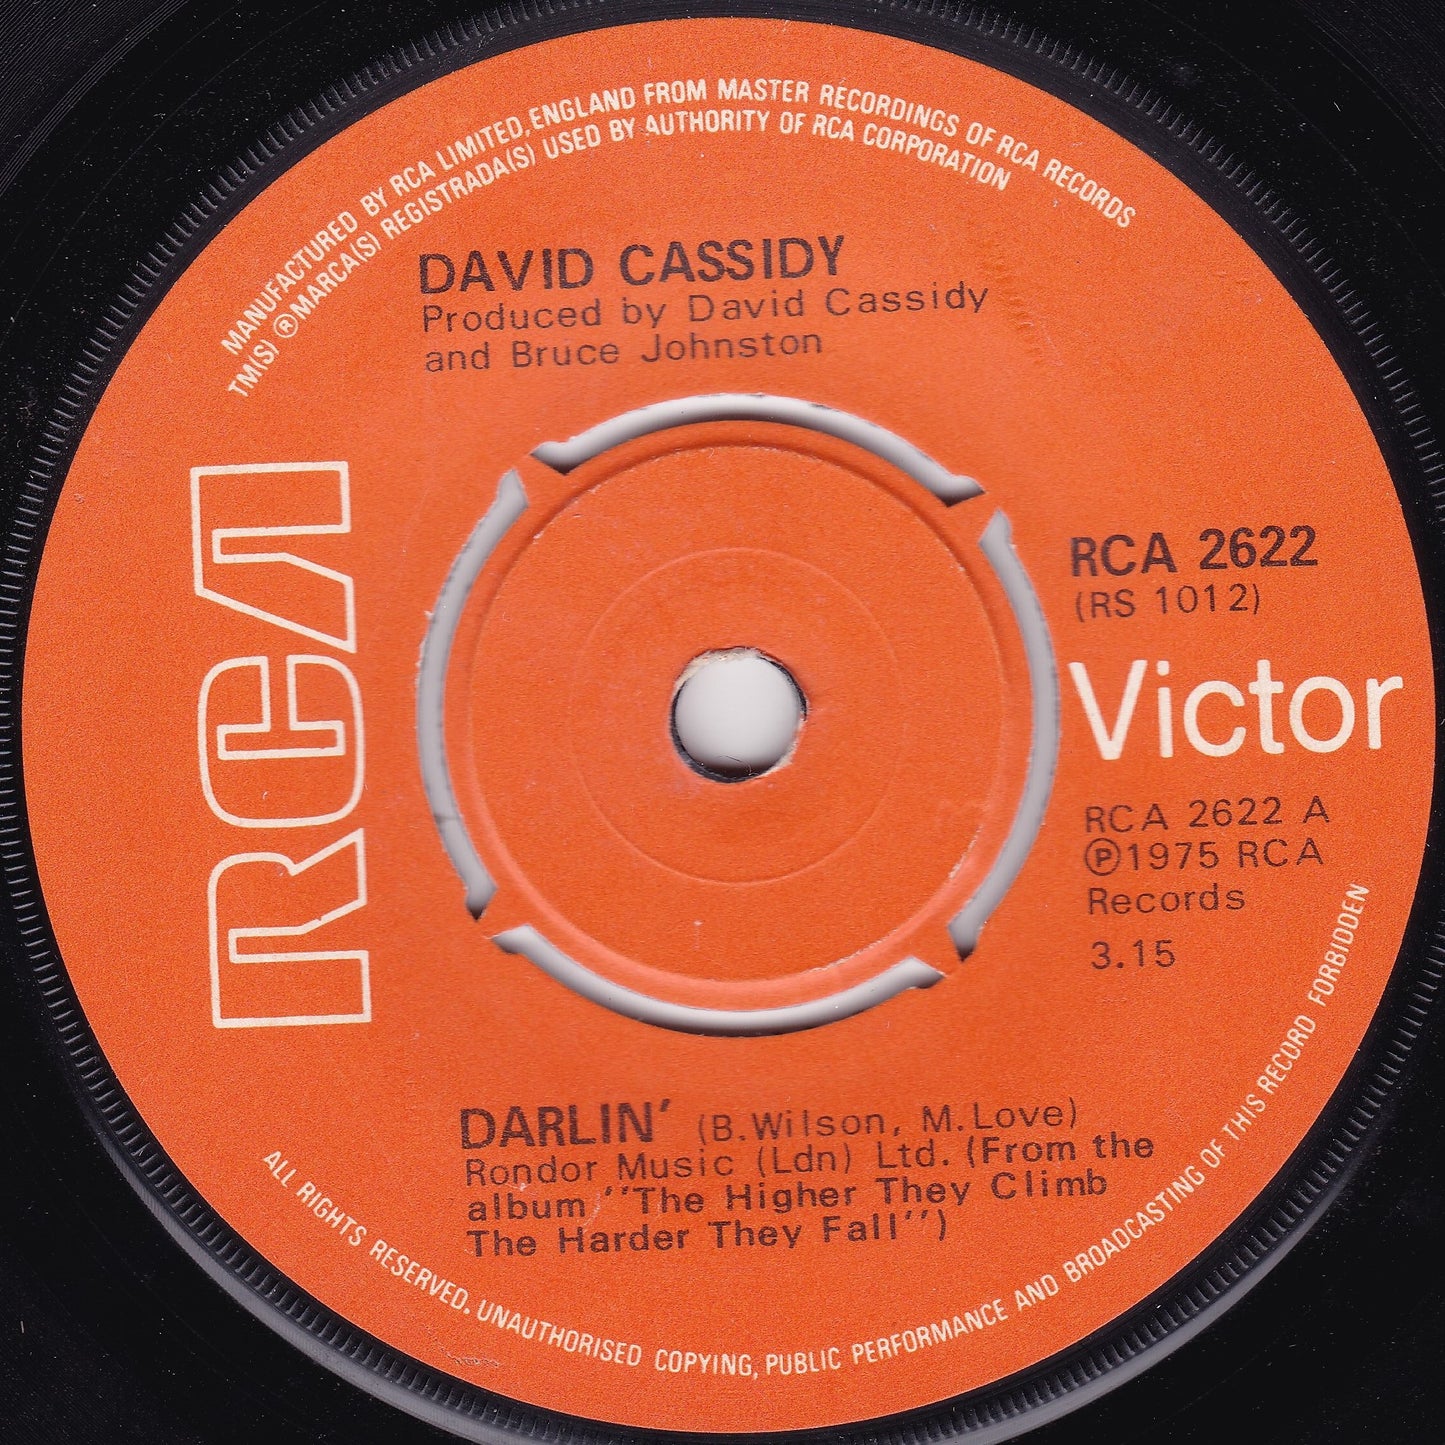 MANUFACTURED BY RCA LIMITED, ENGLAND FROM MASTER RECORDINGS OF RCA RECORDS
TM(S) ® MARCA(S) REGISTRADA(S) USED BY AUTHORITY OF RCA CORPORATION
DAVID CASSIDY
Produced by David Cassidy
and Bruce Johnston
RCA
RCA 2622
(RS 1012)
Victor
RCA 2622 A
℗1975 RCA
Records
3.15
DARLIN' (B.Wilson, M.Love)
Rondor Music (Ldn) Ltd. (From the
album "The Higher They Climb
The Harder They Fall")
ALL RIGHTS RESERVED. UNAUTHORISED COPYING, PUBLIC PERFORMANCE AND BROADCASTING OF THIS RECORD FORBIDDEN